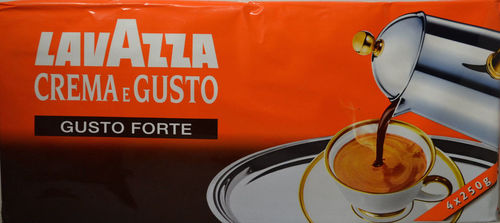 LAVAZZA
CREMA E GUSTO
GUSTO FORTE
4x250g